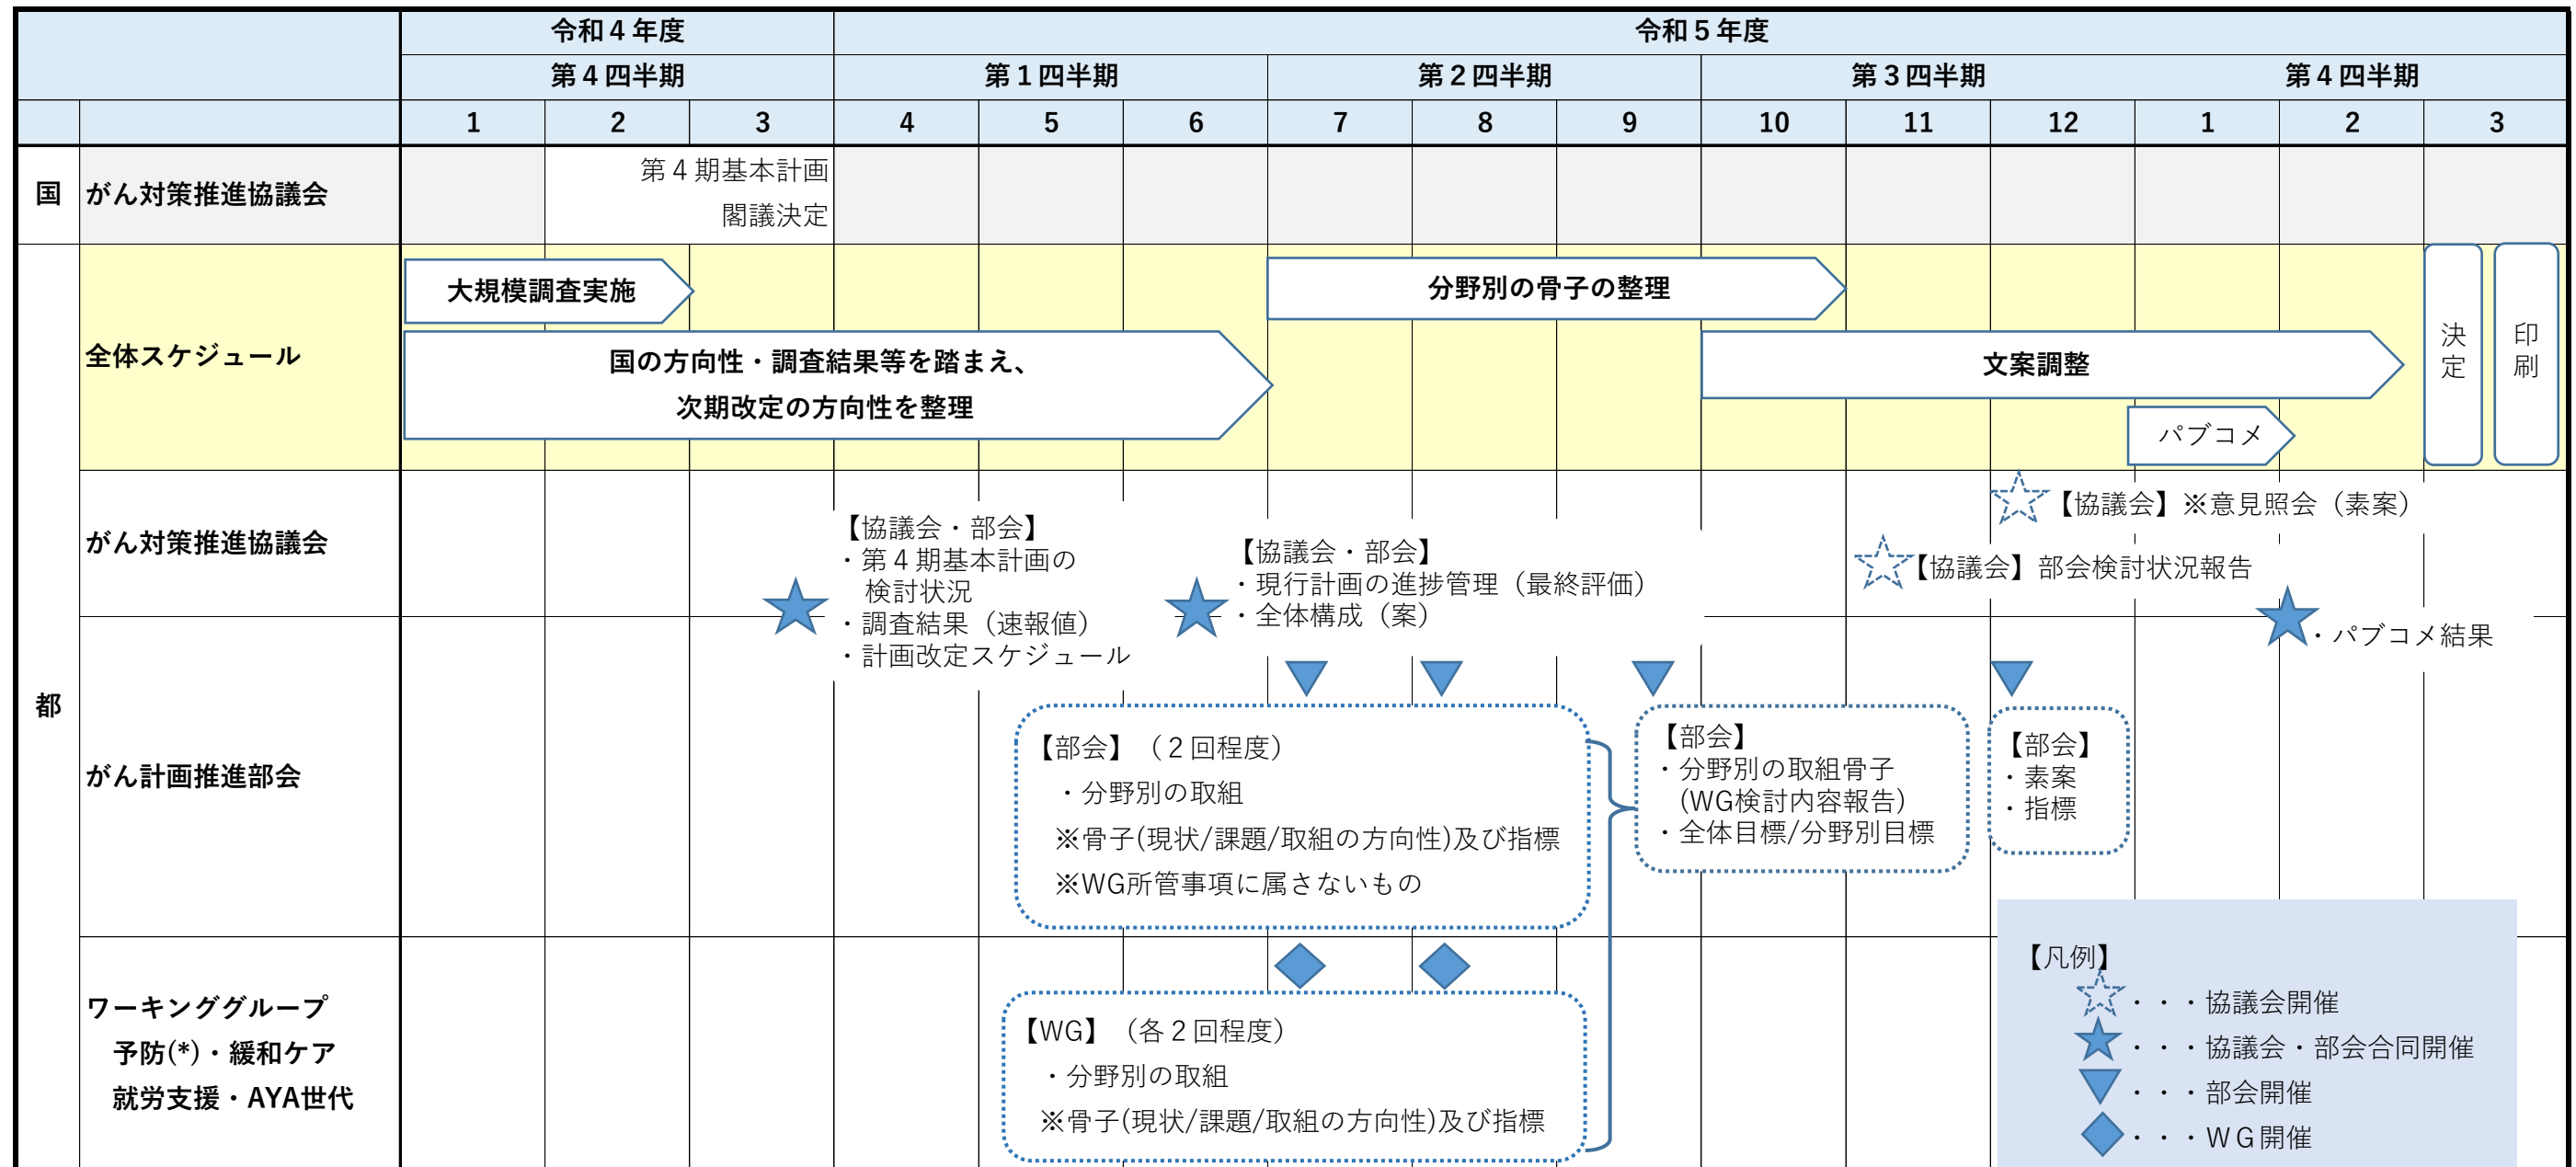 令和４年度
令和５年度
第４四半期
第１四半期
第２四半期
第３四半期
第４四半期
1
2
3
4
5
6
7
8
9
10
11
12
1
2
3
国
がん対策推進協議会
第４期基本計画
閣議決定
都
全体スケジュール
大規模調査実施
国の方向性・調査結果等を踏まえ、
次期改定の方向性を整理
分野別の骨子の整理
文案調整
パブコメ
決定
印刷
がん対策推進協議会
【協議会・部会】
・第４期基本計画の
検討状況
・調査結果（速報値）
・計画改定スケジュール
【協議会・部会】
・現行計画の進捗管理（最終評価）
・全体構成（案）
【協議会】※意見照会（素案）
【協議会】部会検討状況報告
・パブコメ結果
がん計画推進部会
【部会】（２回程度）
・分野別の取組
※骨子(現状/課題/取組の方向性)及び指標
※WG所管事項に属さないもの
【部会】
・分野別の取組骨子
(WG検討内容報告)
・全体目標/分野別目標
【部会】
・素案
・指標
ワーキンググループ
予防(*)・緩和ケア
就労支援・AYA世代
【WG】（各２回程度）
・分野別の取組
※骨子(現状/課題/取組の方向性)及び指標
【凡例】
・・・協議会開催
・・・協議会・部会合同開催
・・・部会開催
・・・ＷＧ開催